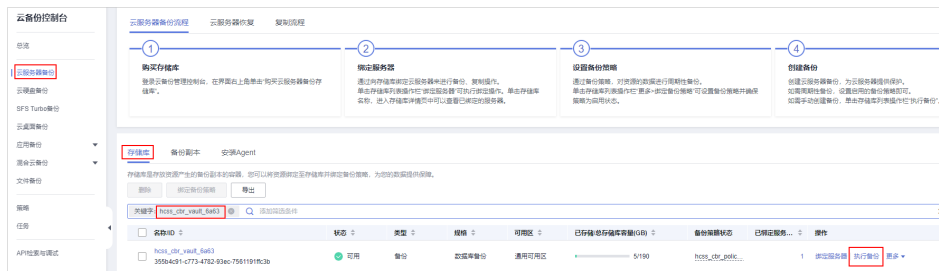 云备份控制台
总览
云服务器备份
云硬盘备份
SFS Turbo备份
云桌面备份
应用备份
混合云备份
文件备份
策略
任务
API检索与调试
云服务器备份流程 云服务器恢复 复制流程
1
购买存储库
登录云备份管理控制台，在界面右上角单击“购买云服务器备份存
储库”。
2
绑定服务器
通过向存储库绑定云服务器来进行备份、复制操作。
单击存储库列表操作栏“绑定服务器”可执行绑定操作。单击存储库
名称，进入存储库详情页中可以查看已绑定的服务器。
3
设置备份策略
通过备份策略，对资源的数据进行周期性备份。
单击存储库列表操作栏“更多>绑定备份策略”可设置备份策略并确保
策略为启用状态。
4
创建备份
创建云服务器备份，为云服务器提供保护。
如需周期性备份，设置启用的备份策略即可。
如需手动创建备份，单击存储库列表操作栏“执行备份”。
存储库 备份副本 安装Agent
存储库是存放资源产生的备份副本的容器，您可以将资源绑定至存储库并绑定备份策略，为您的数据提供保障。
删除 绑定备份策略 导出
关键字: hcss_cbr_vault_6a63 添加筛选条件
名称/ID 状态 类型 规格 可用区 已存储/总存储库容量(GB) 备份策略状态 已绑定服务... 操作
hcss_cbr_vault_6a63
355b4c91-c773-4782-93ec-7561191ffc3b
可用 备份 数据库备份 通用可用区 5/190 hcss_cbr_polic... 1 绑定服务器 执行备份 更多